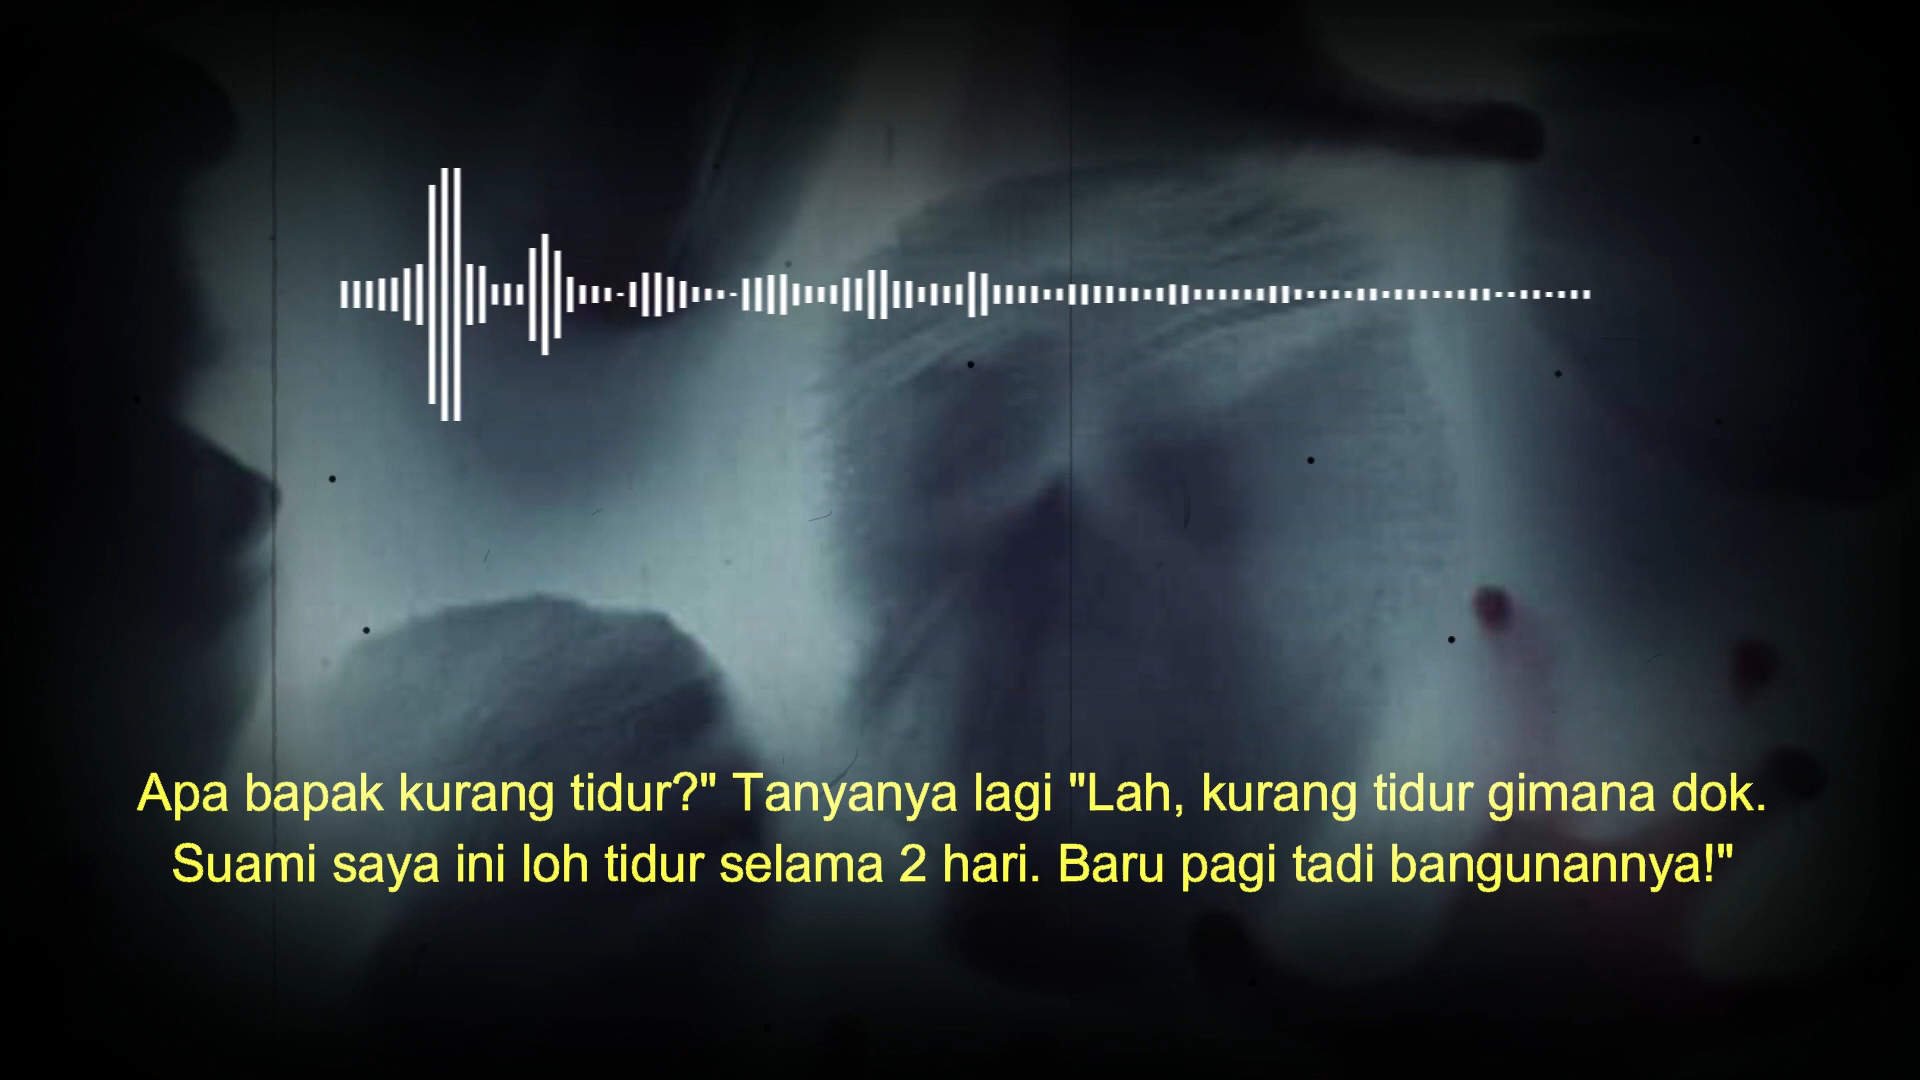 Apa bapak kurang tidur?" Tanyanya lagi "Lah, kurang tidur gimana dok.
Suami saya ini loh tidur selama 2 hari. Baru pagi tadi bangunannya!"